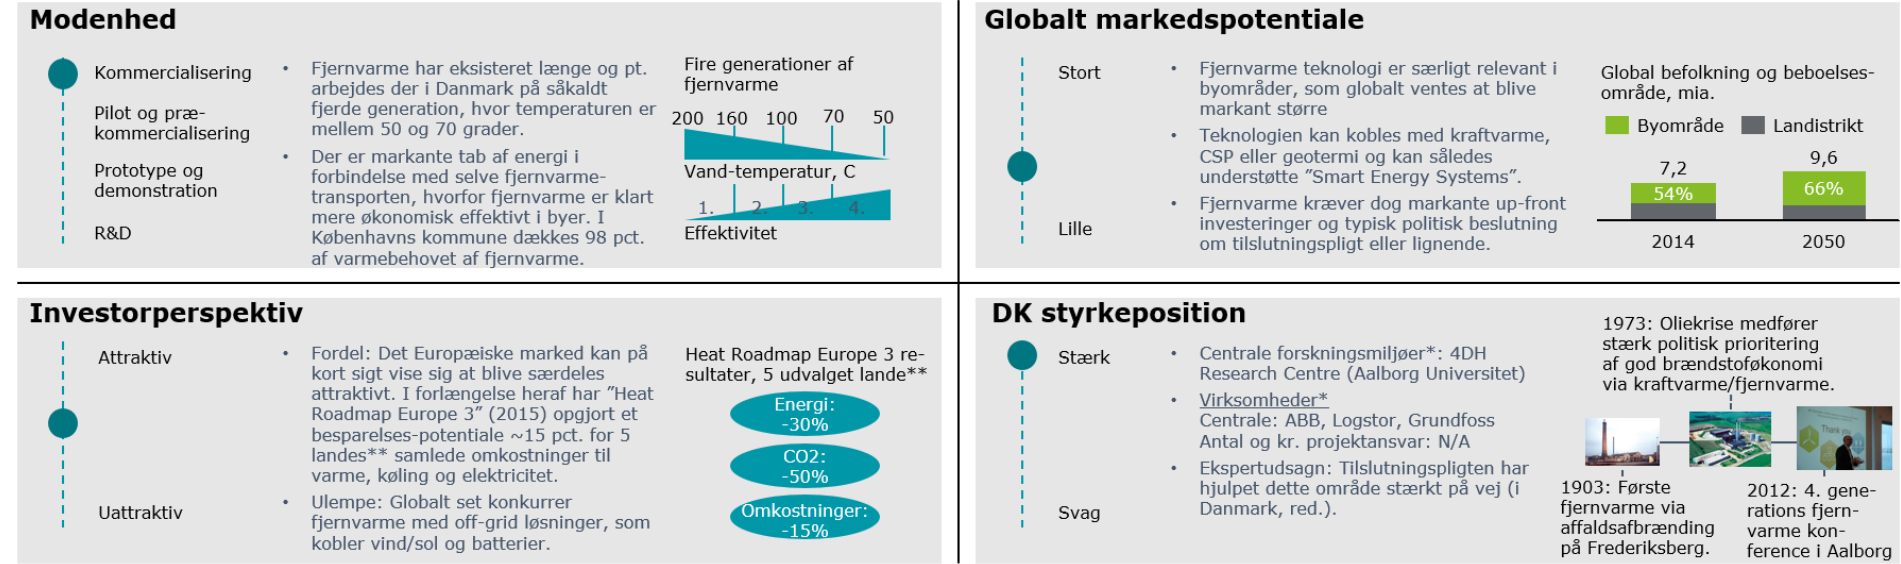 Modenhed
Kommercialisering
Pilot og præ-
kommercialisering
Prototype og
demonstration
R&D
• Fjernvarme har eksisteret længe og pt.
arbejdes der i Danmark på såkaldt
fjerde generation, hvor temperaturen er
mellem 50 og 70 grader.
• Der er markante tab af energi i
forbindelse med selve fjernvarme-
transporten, hvorfor fjernvarme er klart
mere økonomisk effektivt i byer. I
Københavns kommune dækkes 98 pct.
af varmebehovet af fjernvarme.
Fire generationer af
fjernvarme
200 160 100 70 50
Vand-temperatur, C
1. 2. 3. 4.
Effektivitet
Globalt markedspotentiale
Stort
Lille
• Fjernvarme teknologi er særligt relevant i
byområder, som globalt ventes at blive
markant større
• Teknologien kan kobles med kraftvarme,
CSP eller geotermi og kan således
understøtte ”Smart Energy Systems”.
• Fjernvarme kræver dog markante up-front
investeringer og typisk politisk beslutning
om tilslutningspligt eller lignende.
Global befolkning og beboelses-
område, mia.
Byområde Landistrikt
7,2 9,6
54% 66%
2014 2050
Investorperspektiv
Attraktiv
Uattraktiv
• Fordel: Det Europæiske marked kan på
kort sigt vise sig at blive særdeles
attraktivt. I forlængelse heraf har ”Heat
Roadmap Europe 3” (2015) opgjort et
besparelses-potentiale ~15 pct. for 5
landes** samlede omkostninger til
varme, køling og elektricitet.
• Ulempe: Globalt set konkurrer
fjernvarme med off-grid løsninger, som
kobler vind/sol og batterier.
Heat Roadmap Europe 3 re-
sultater, 5 udvalget lande**
Energi:
-30%
CO2:
-50%
Omkostninger:
-15%
DK styrkeposition
Stærk
Svag
• Centrale forskningsmiljøer*: 4DH
Research Centre (Aalborg Universitet)
• Virksomheder*
Centrale: ABB, Logstor, Grundfoss
Antal og kr. projektansvar: N/A
• Ekspertudsagn: Tilslutningspligten har
hjulpet dette område stærkt på vej (i
Danmark, red.).
1973: Oliekrise medfører
stærk politisk prioritering
af god brændstoføkonomi
via kraftvarme/fjernvarme.
Thank you
1903: Første
fjernvarme via
affaldsafbrænding
på Frederiksberg.
2012: 4. gene-
rations fjern-
varme kon-
ference i Aalborg